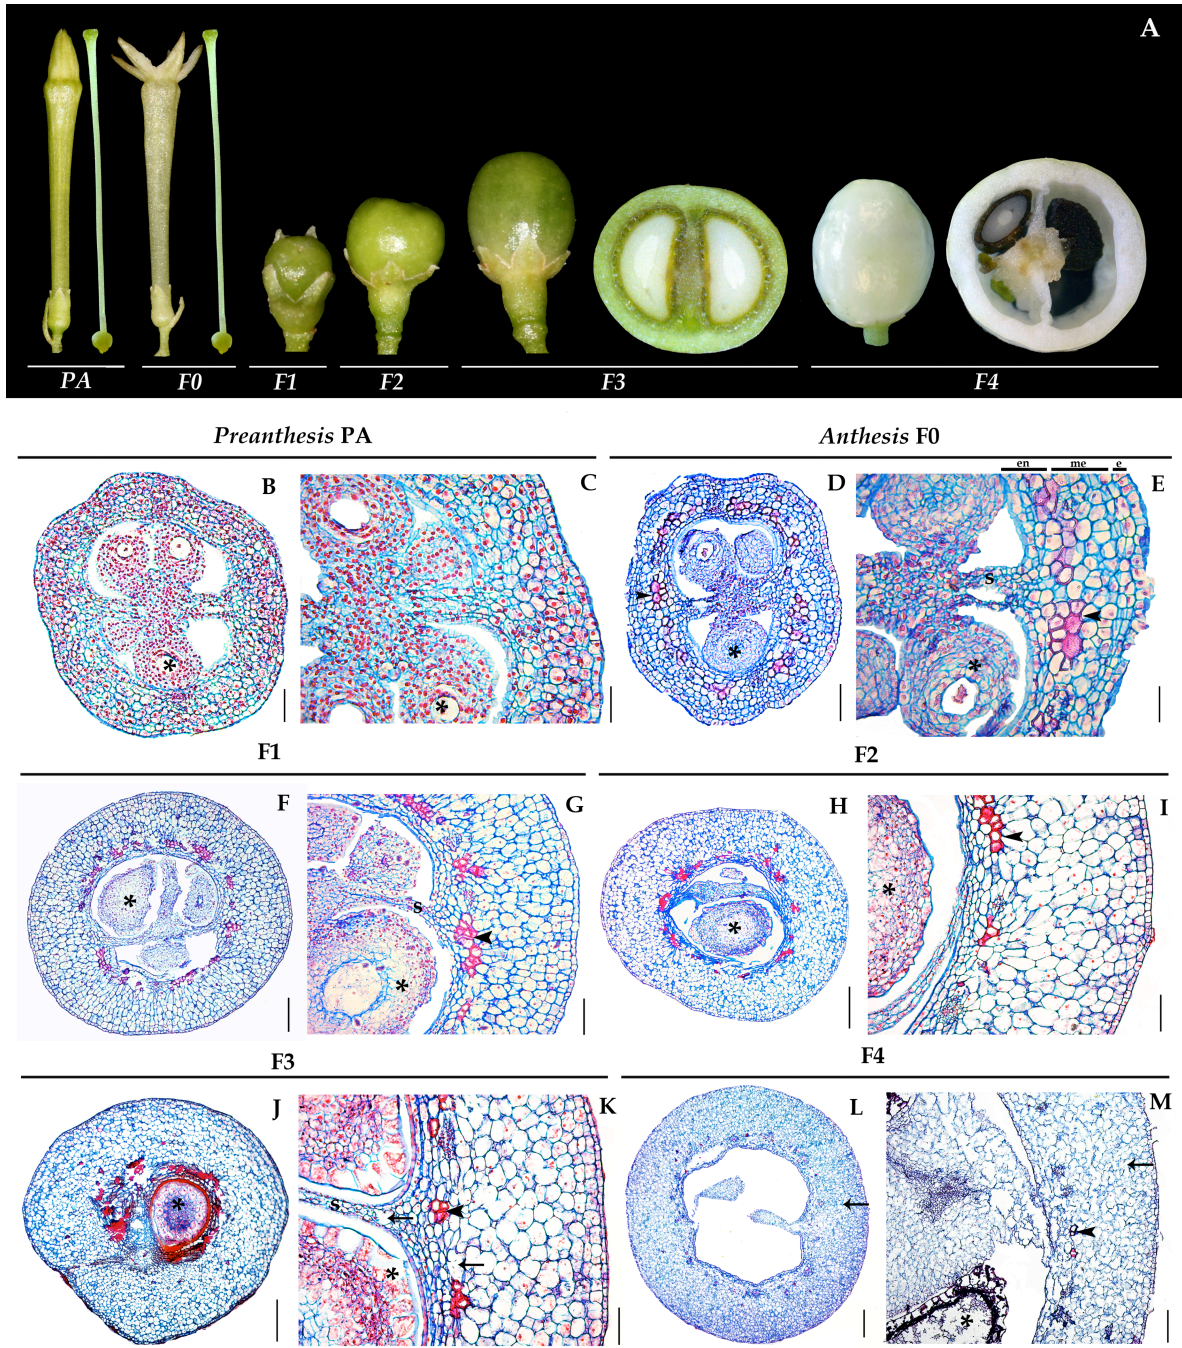 A
PA F0 F1 F2 F3 F4
Preanthesis PA Anthesis F0
en me e
B C D E
s
*
*
*
*
F1 F2
F G H I
s
*
*
*
*
F3 F4
J K L M
s
*
*
*